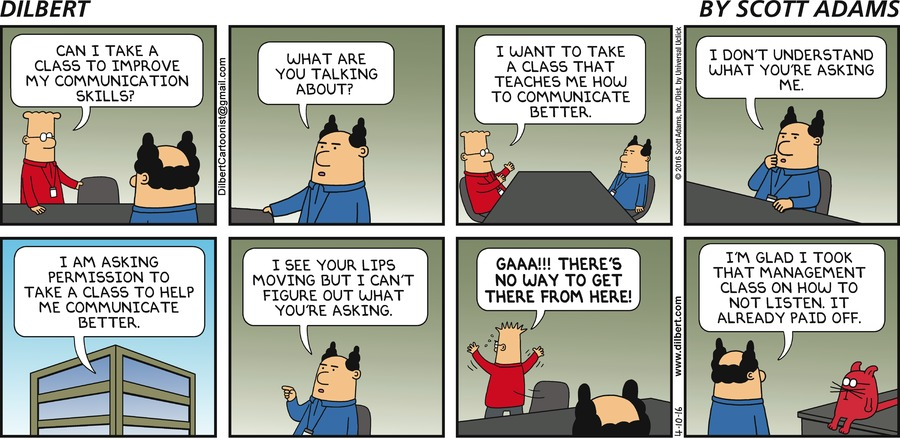 DILBERT
BY SCOTT ADAMS
CAN I TAKE A
CLASS TO IMPROVE
MY COMMUNICATION
SKILLS?
DilbertCartoonist@gmail.com
WHAT ARE
YOU TALKING
ABOUT?
I WANT TO TAKE
A CLASS THAT
TEACHES ME HOW
TO COMMUNICATE
BETTER.
© 2016 Scott Adams, Inc./Dist. by Universal Uclick
I DON'T UNDERSTAND
WHAT YOU'RE ASKING
ME.
I AM ASKING
PERMISSION TO
TAKE A CLASS TO HELP
ME COMMUNICATE
BETTER.
I SEE YOUR LIPS
MOVING BUT I CAN'T
FIGURE OUT WHAT
YOU'RE ASKING.
GAAA!!! THERE'S
NO WAY TO GET
THERE FROM HERE!
4-10-16
www.dilbert.com
I'M GLAD I TOOK
THAT MANAGEMENT
CLASS ON HOW TO
NOT LISTEN. IT
ALREADY PAID OFF.